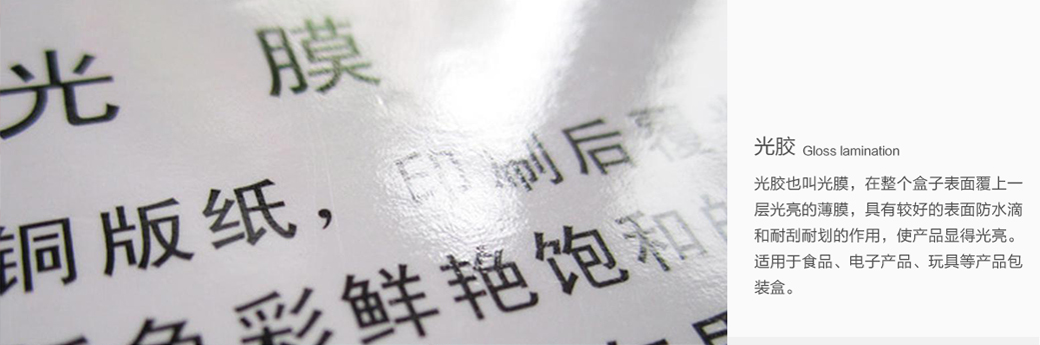 光 膜
铜版纸，印刷后覆
色彩鲜艳饱和的
光胶 Gloss lamination
光胶也叫光膜，在整个盒子表面覆上一
层光亮的薄膜，具有较好的表面防水滴
和耐刮耐划的作用，使产品显得光亮。
适用于食品、电子产品、玩具等产品包
装盒。